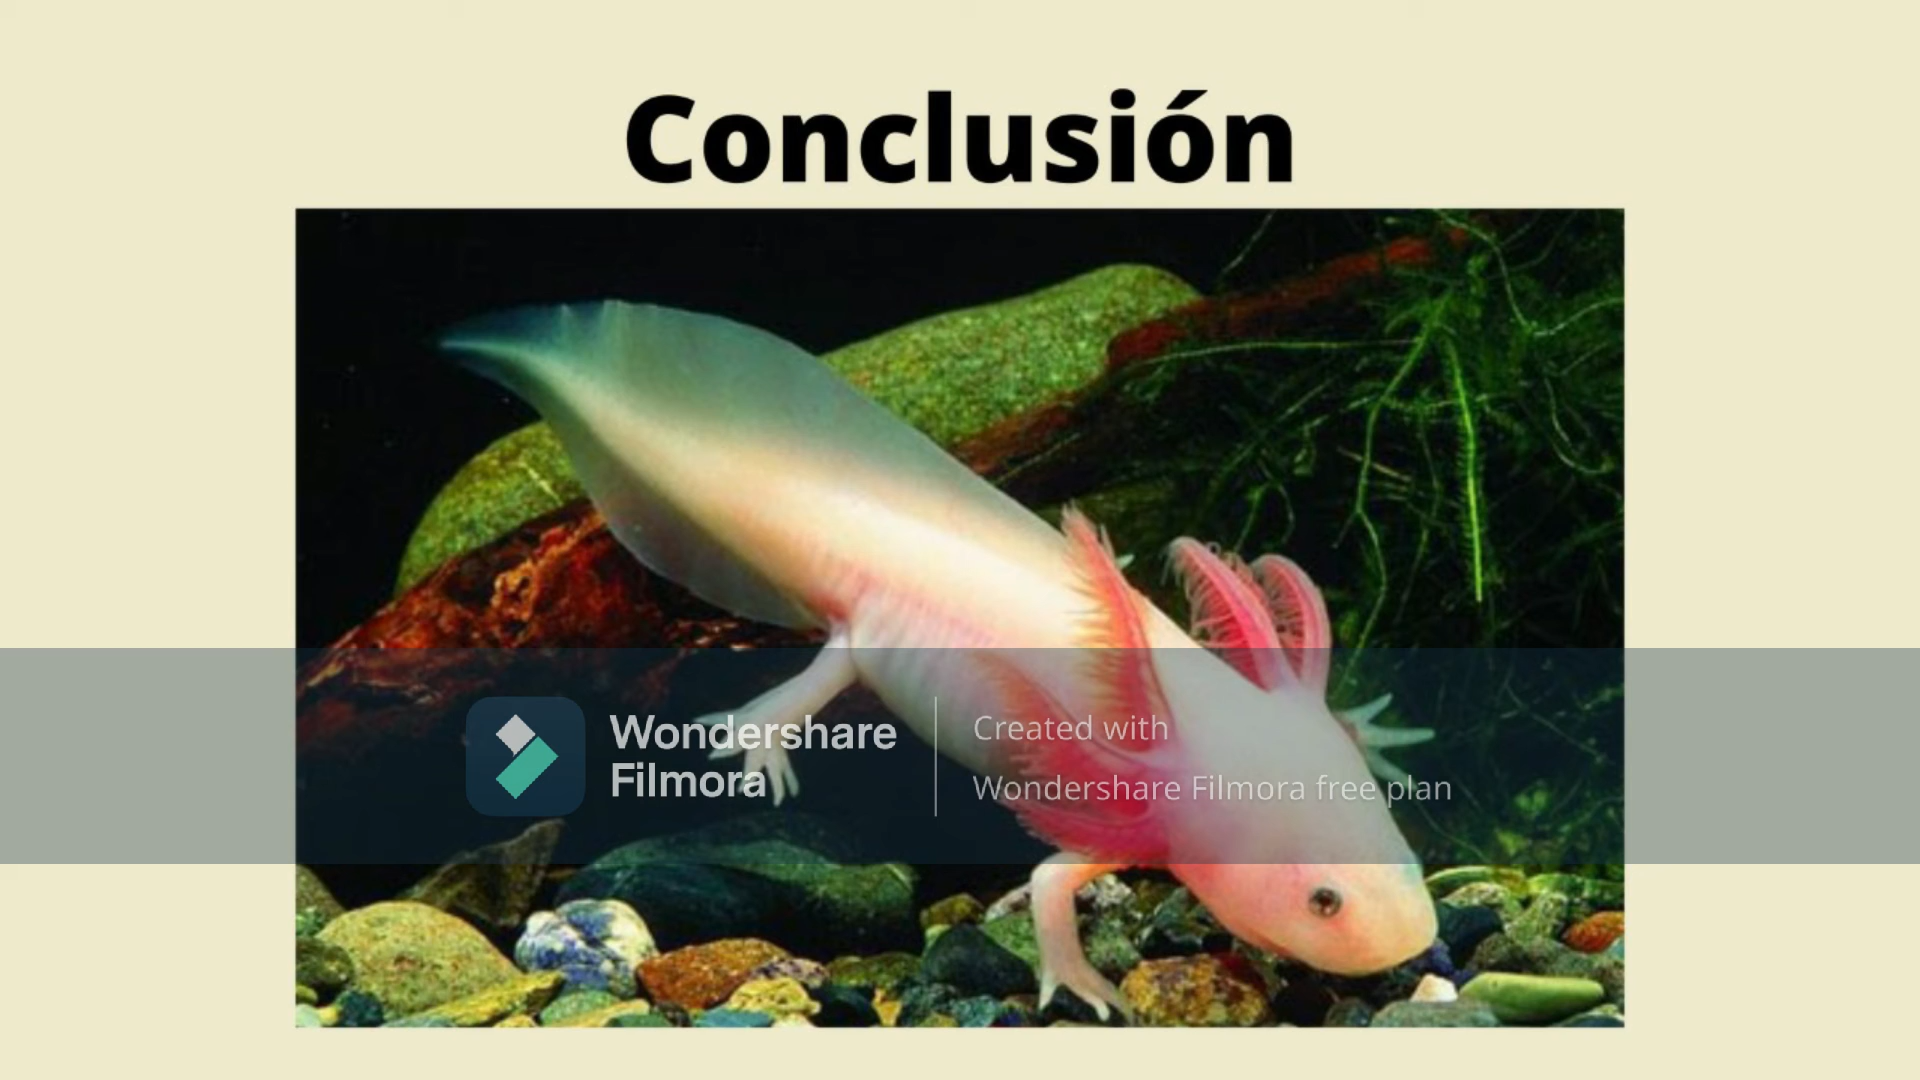 Conclusión
Wondershare
Filmora
Created with
Wondershare Filmora free plan